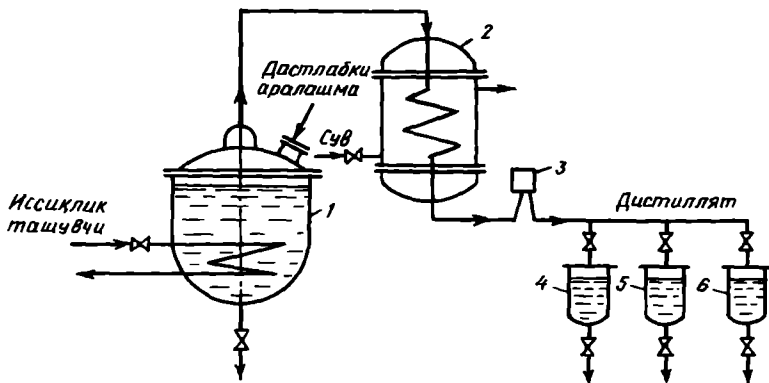 2
Дастлабки
аралашма
Сув
3
Иссиқлик
ташувчи
1
Дистиллят
4
5
6